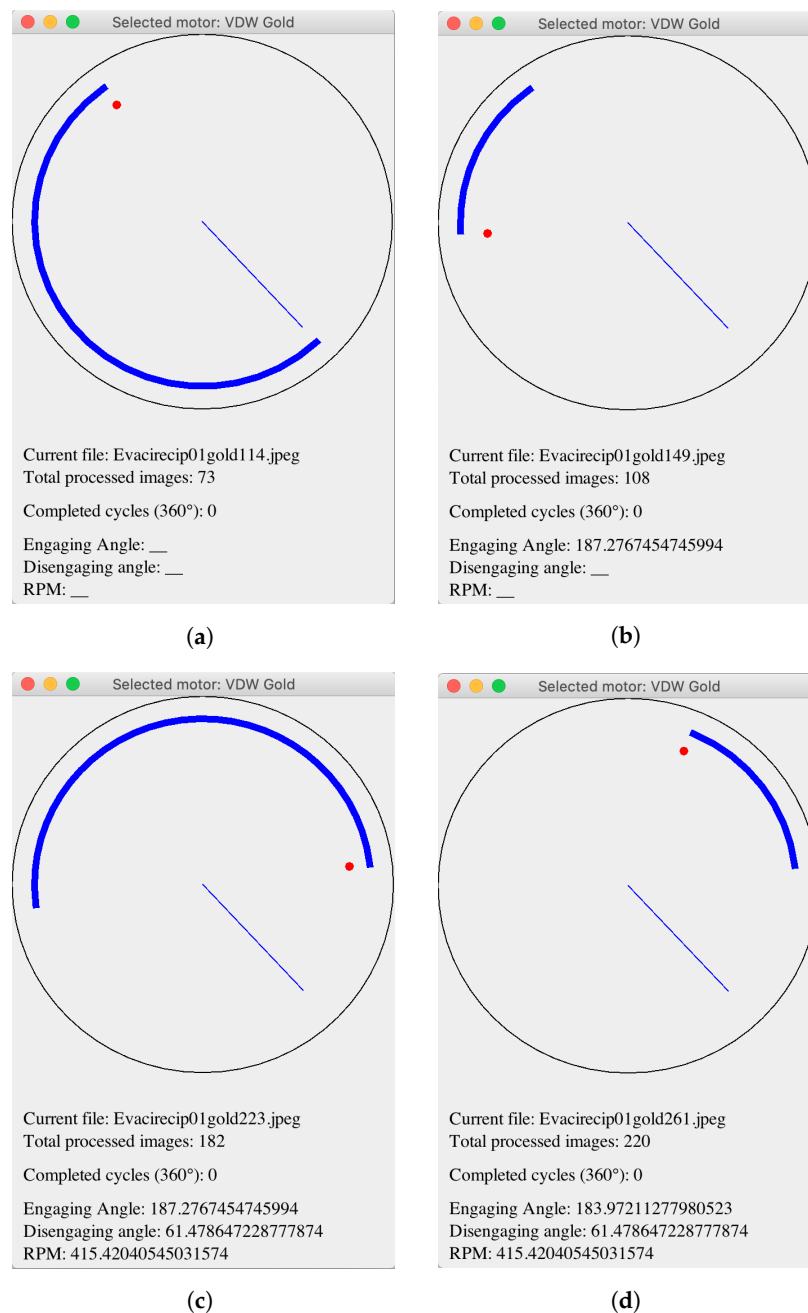 Selected motor: VDW Gold
Current file: Evacirecip01gold114.jpeg
Total processed images: 73
Completed cycles (360°): 0
Engaging Angle: __
Disengaging angle: __
RPM: __
(a)
Selected motor: VDW Gold
Current file: Evacirecip01gold149.jpeg
Total processed images: 108
Completed cycles (360°): 0
Engaging Angle: 187.2767454745994
Disengaging angle: __
RPM: __
(b)
Selected motor: VDW Gold
Current file: Evacirecip01gold223.jpeg
Total processed images: 182
Completed cycles (360°): 0
Engaging Angle: 187.2767454745994
Disengaging angle: 61.478647228777874
RPM: 415.42040545031574
(c)
Selected motor: VDW Gold
Current file: Evacirecip01gold261.jpeg
Total processed images: 220
Completed cycles (360°): 0
Engaging Angle: 183.97211277980523
Disengaging angle: 61.478647228777874
RPM: 415.42040545031574
(d)